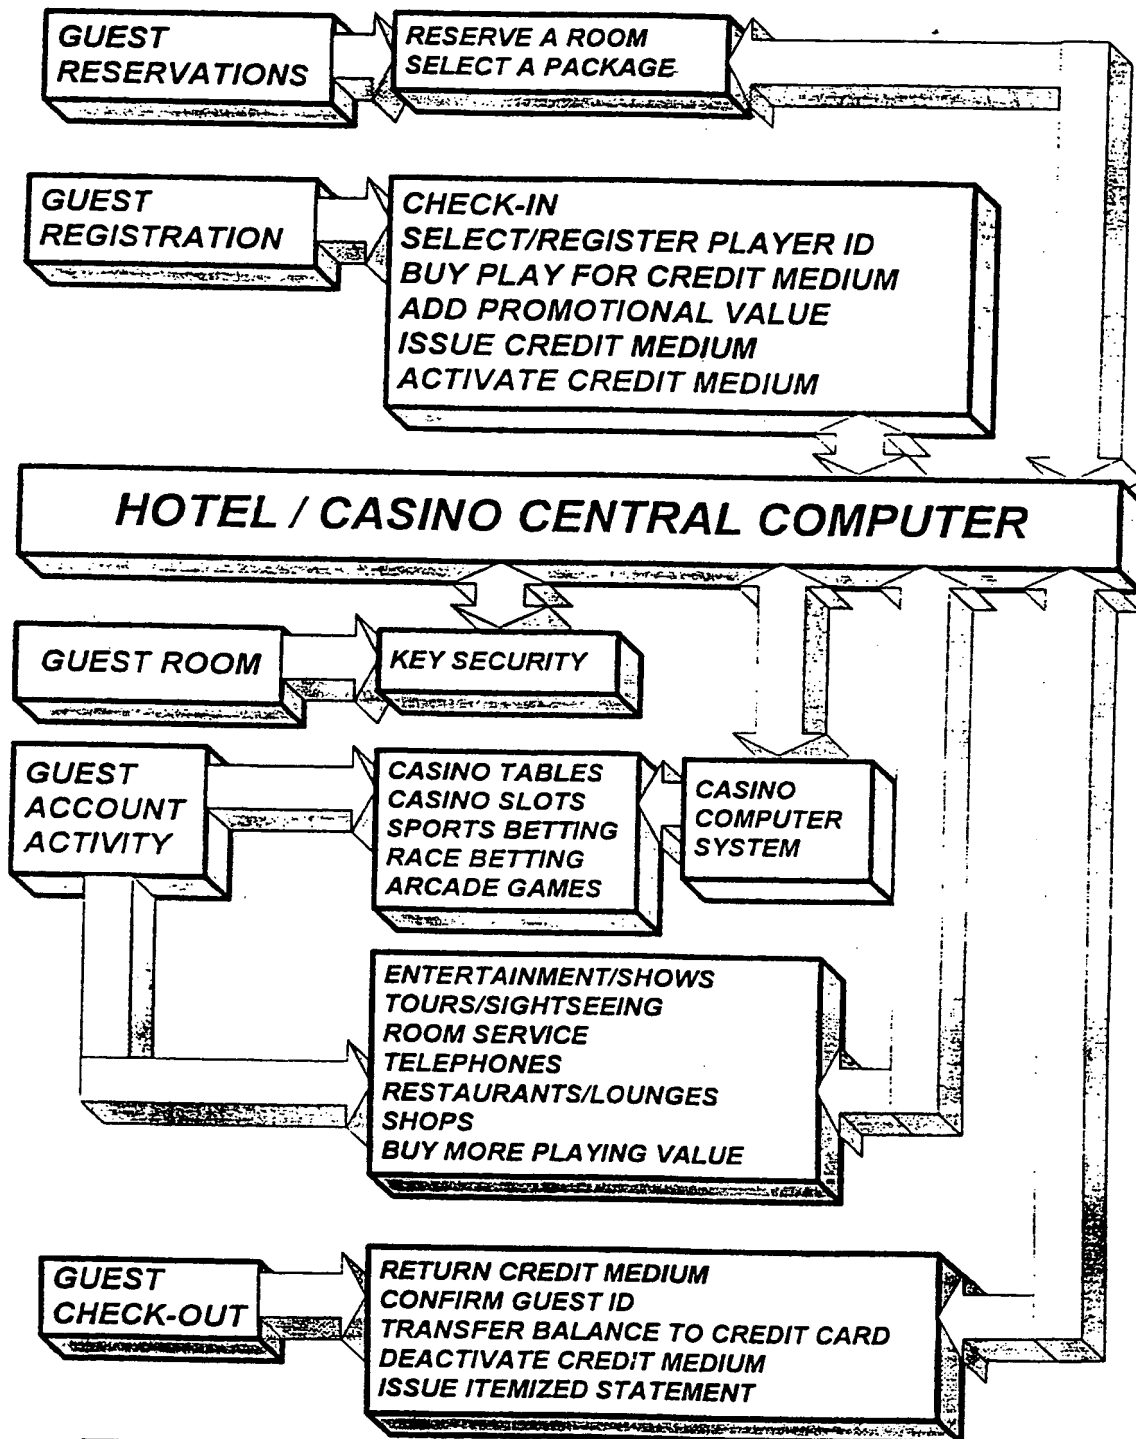 GUEST
RESERVATIONS
RESERVE A ROOM
SELECT A PACKAGE
GUEST
REGISTRATION
CHECK-IN
SELECT/REGISTER PLAYER ID
BUY PLAY FOR CREDIT MEDIUM
ADD PROMOTIONAL VALUE
ISSUE CREDIT MEDIUM
ACTIVATE CREDIT MEDIUM
HOTEL / CASINO CENTRAL COMPUTER
GUEST ROOM
KEY SECURITY
GUEST
ACCOUNT
ACTIVITY
CASINO TABLES
CASINO SLOTS
SPORTS BETTING
RACE BETTING
ARCADE GAMES
CASINO
COMPUTER
SYSTEM
ENTERTAINMENT/SHOWS
TOURS/SIGHTSEEING
ROOM SERVICE
TELEPHONES
RESTAURANTS/LOUNGES
SHOPS
BUY MORE PLAYING VALUE
GUEST
CHECK-OUT
RETURN CREDIT MEDIUM
CONFIRM GUEST ID
TRANSFER BALANCE TO CREDIT CARD
DEACTIVATE CREDIT MEDIUM
ISSUE ITEMIZED STATEMENT